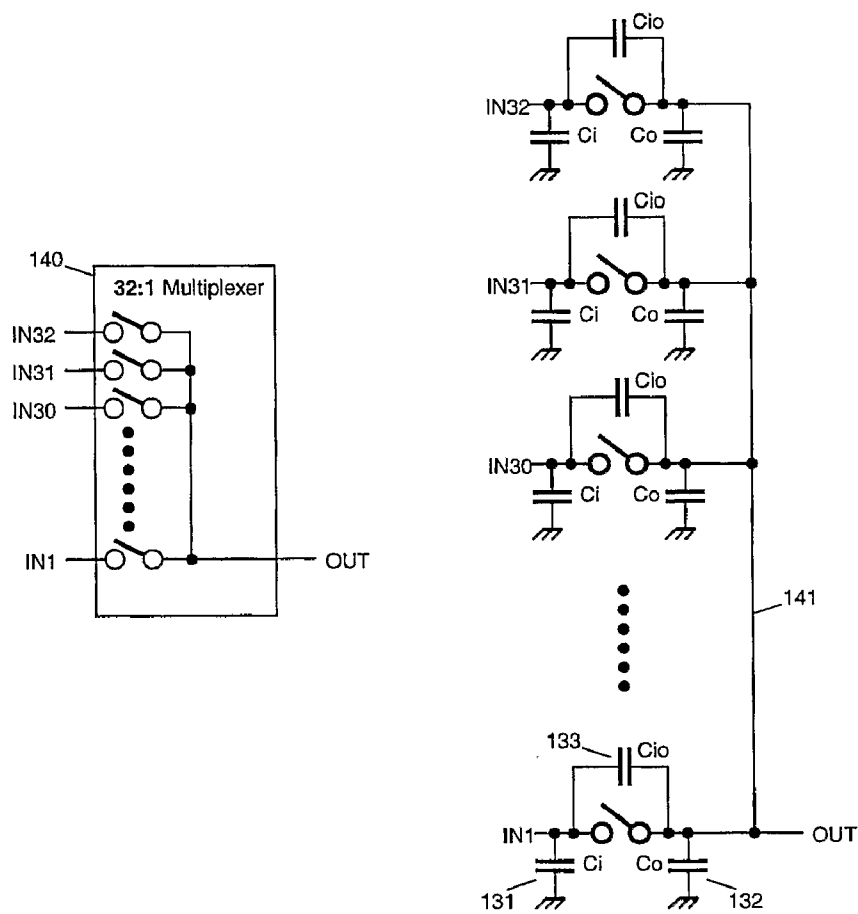 140
32:1 Multiplexer
IN32
IN31
IN30
IN1
OUT
Cio
IN32
Ci
Co
Cio
IN31
Ci
Co
Cio
IN30
Ci
Co
141
133
Cio
IN1
OUT
Ci
Co
131
132